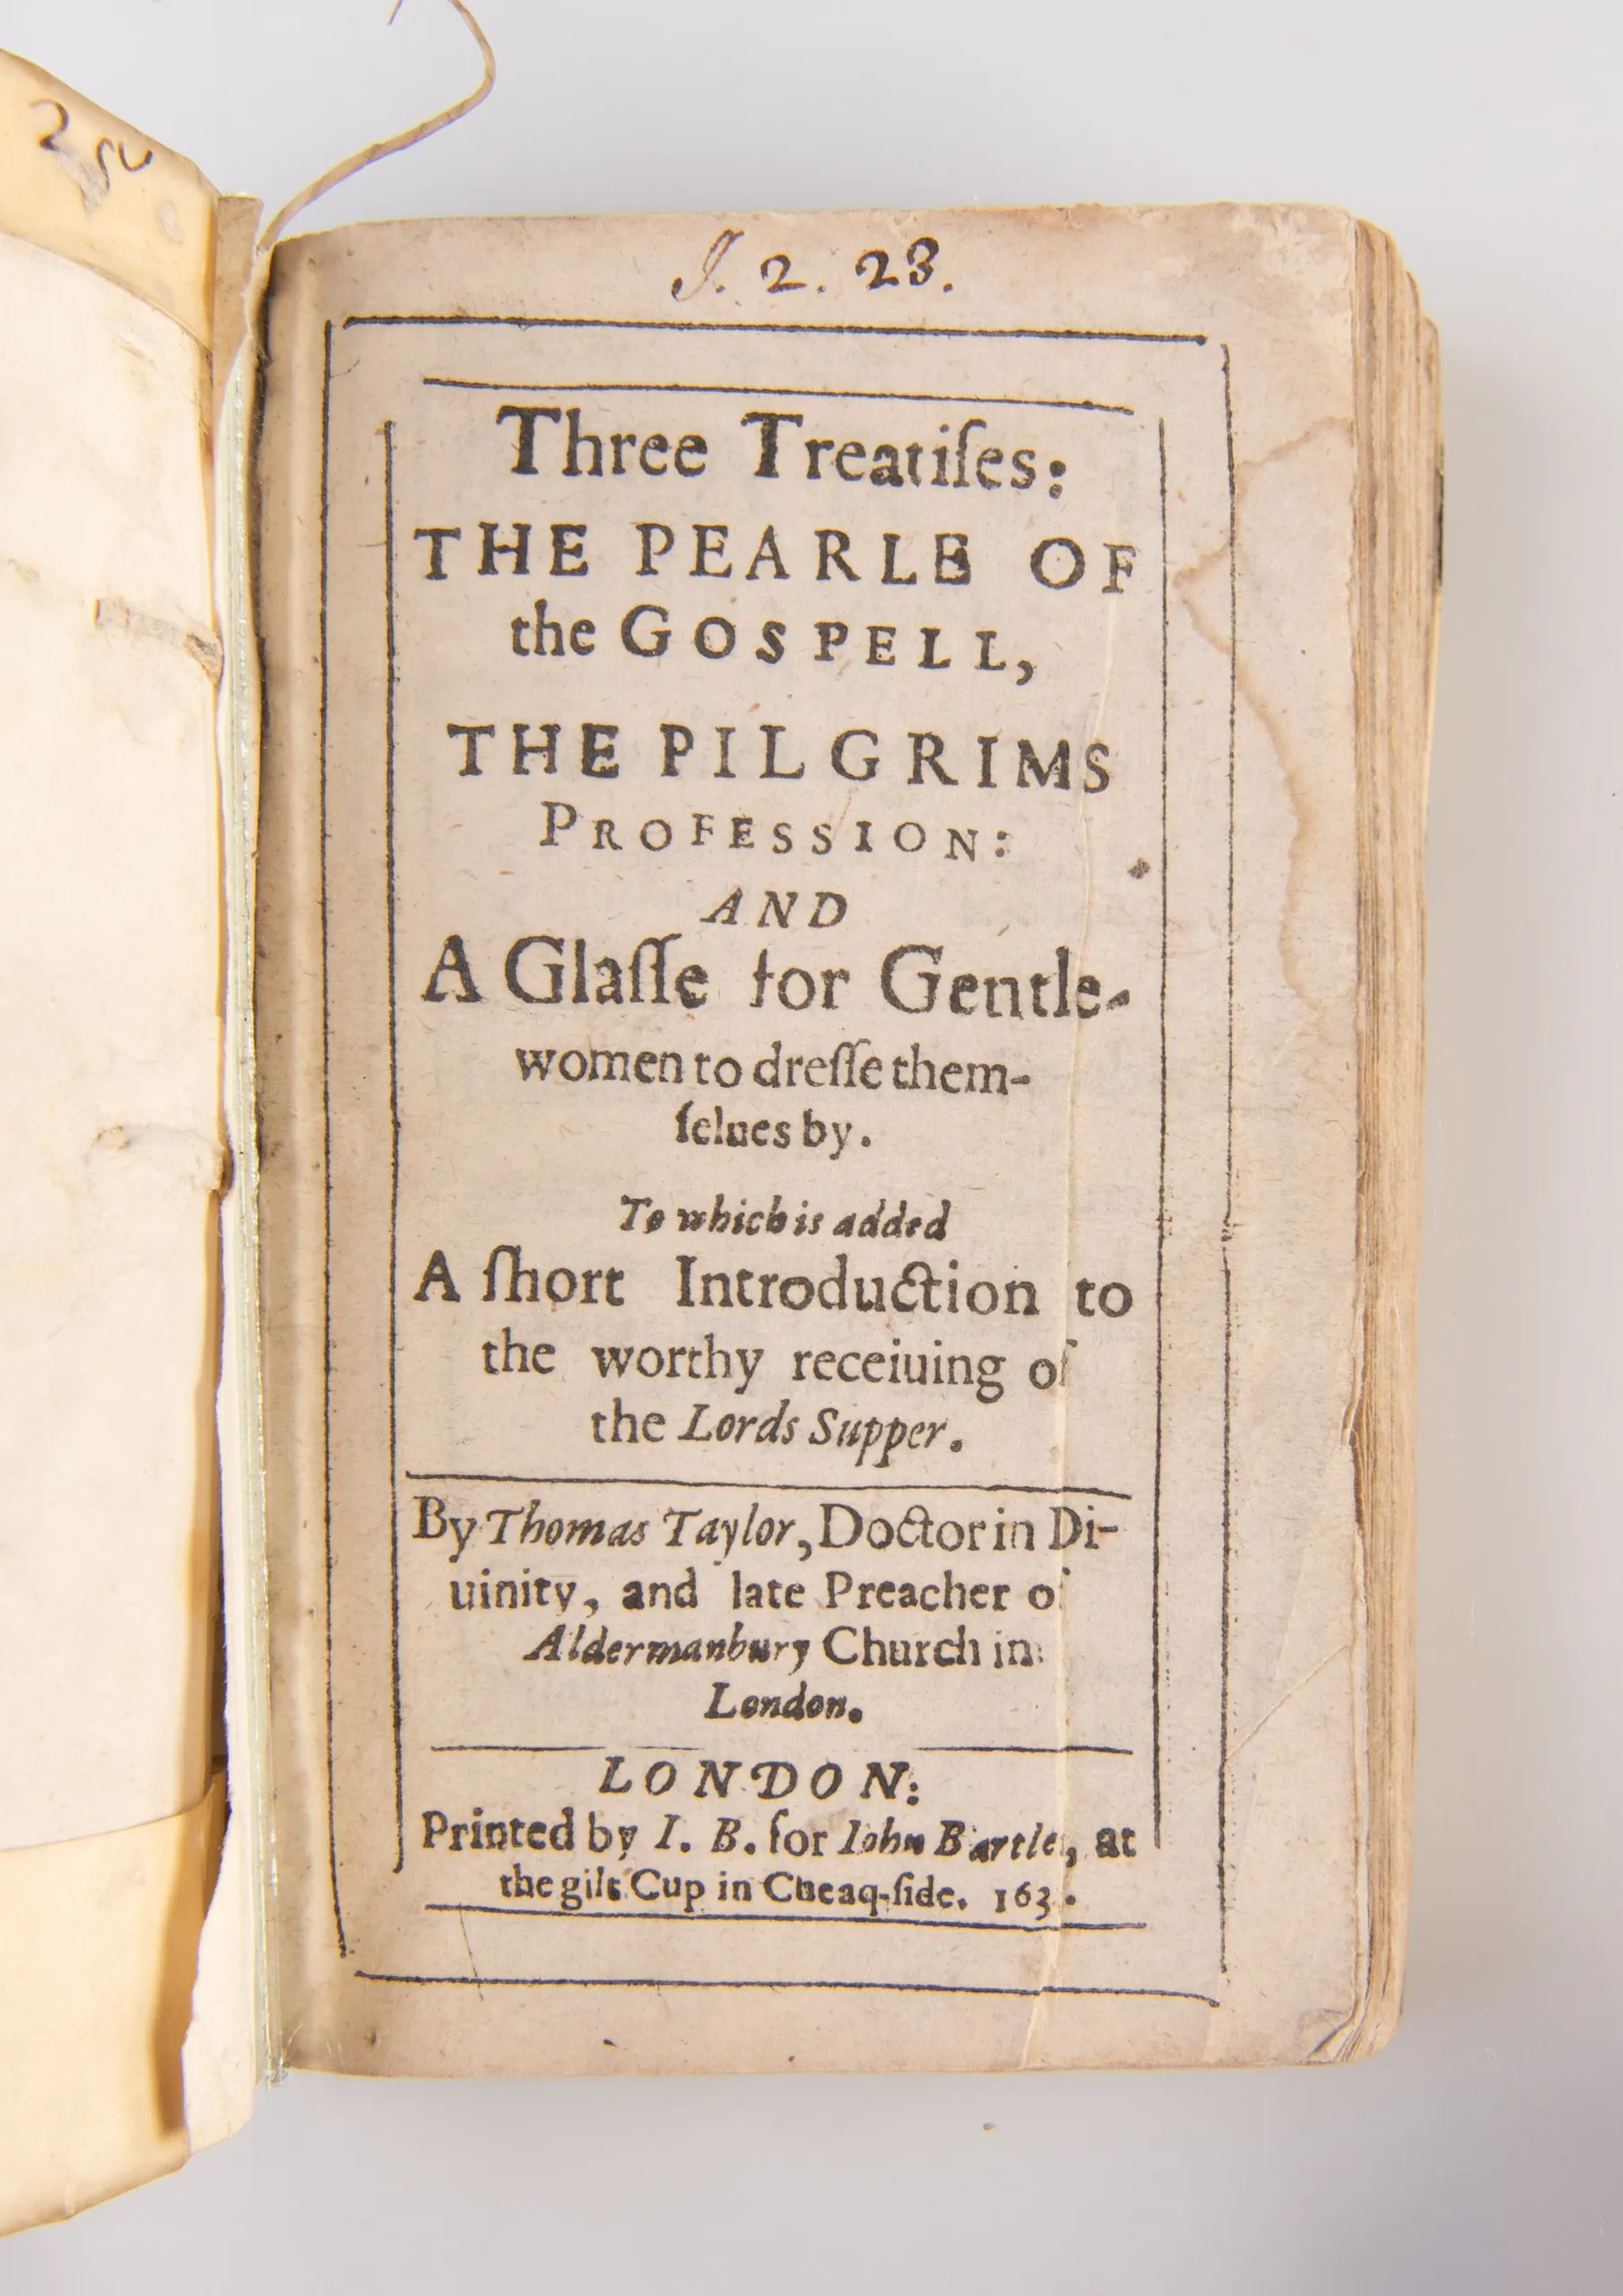 J. 2. 23.
Three Treatiſes:
THE PEARLE OF
the GOSPELL,
THE PILGRIMS
PROFESSION:
AND
A Glaſſe for Gentle-
women to dreſſe them-
ſelues by.
To which is added
A ſhort Introduction to
the worthy receiuing of
the Lords Supper.
By Thomas Taylor, Doctor in Di-
uinity, and late Preacher of
Aldermanbury Church in
London.
LONDON:
Printed by I. B. for Iohn Bartlet, at
the gilt Cup in Cheap-ſide. 163 .